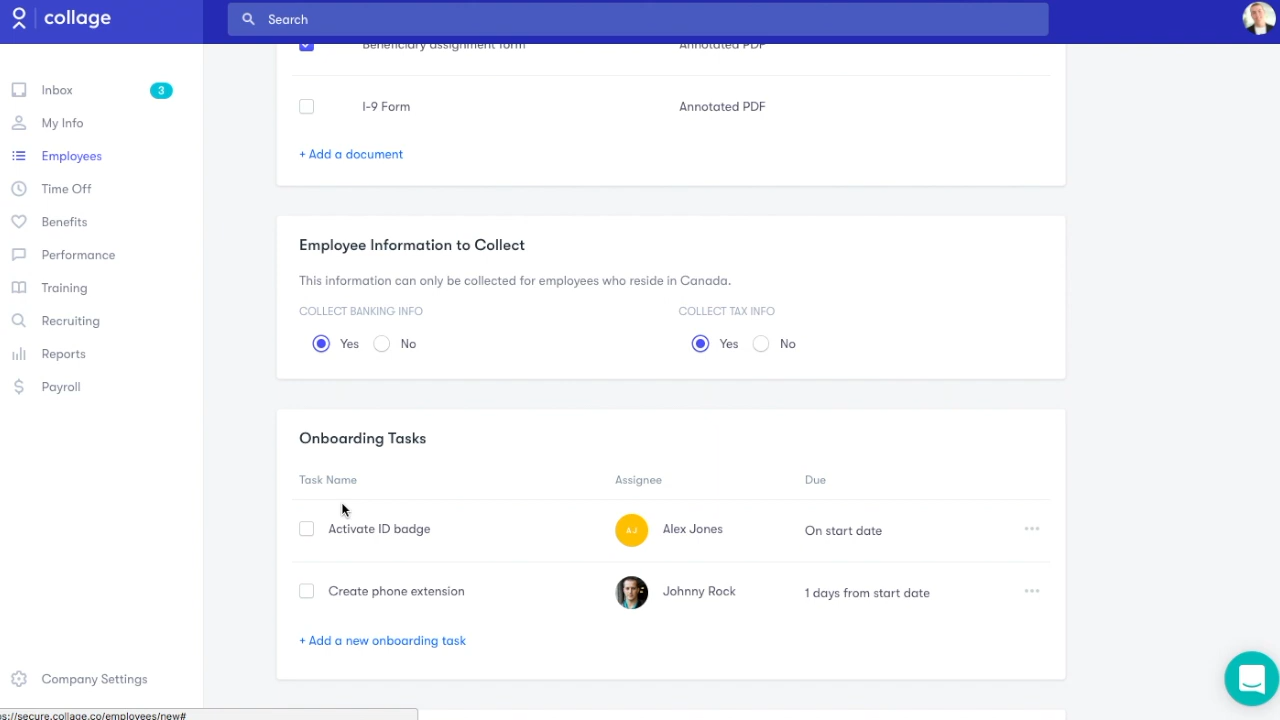 collage
Search
Inbox
3
My Info
Employees
Time Off
Benefits
Performance
Training
Recruiting
Reports
Payroll
Company Settings
Beneficiary assignment form Annotated PDF
I-9 Form Annotated PDF
+ Add a document
Employee Information to Collect
This information can only be collected for employees who reside in Canada.
COLLECT BANKING INFO COLLECT TAX INFO
Yes No Yes No
Onboarding Tasks
Task Name Assignee Due
Activate ID badge AJ Alex Jones On start date
Create phone extension Johnny Rock 1 days from start date
+ Add a new onboarding task
ps://secure.collage.co/employees/new#